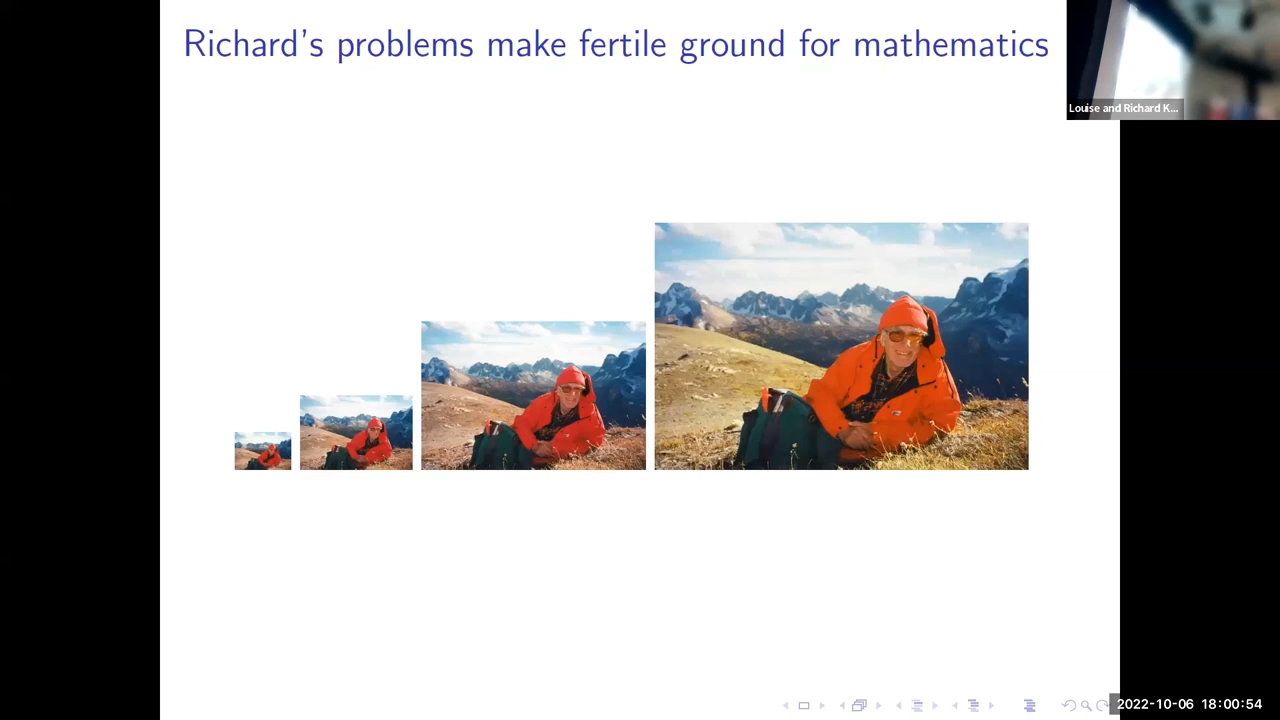 Richard's problems make fertile ground for mathematics
Louise and Richard K...
2022-10-06 18:00:54